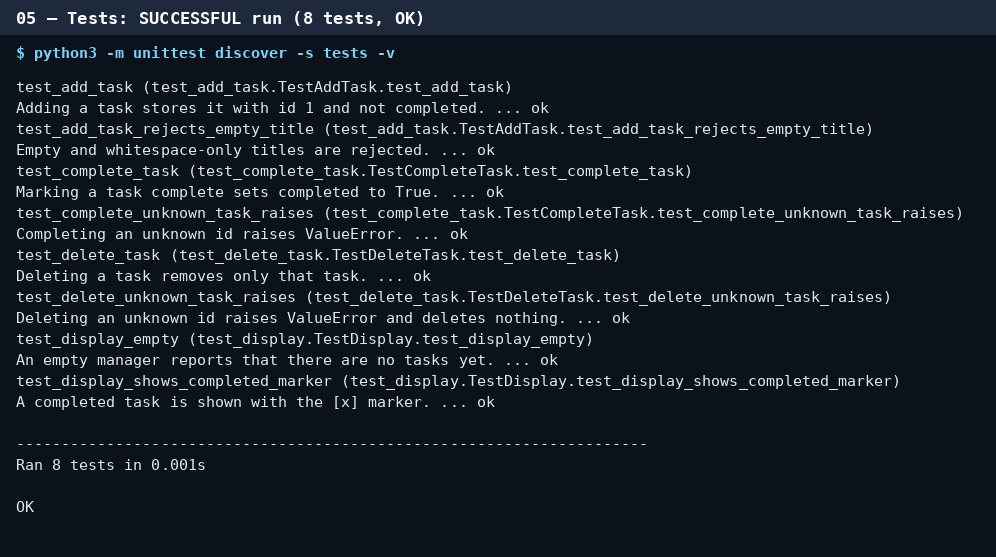 05 — Tests: SUCCESSFUL run (8 tests, OK)
$ python3 -m unittest discover -s tests -v
test_add_task (test_add_task.TestAddTask.test_add_task)
Adding a task stores it with id 1 and not completed. ... ok
test_add_task_rejects_empty_title (test_add_task.TestAddTask.test_add_task_rejects_empty_title)
Empty and whitespace-only titles are rejected. ... ok
test_complete_task (test_complete_task.TestCompleteTask.test_complete_task)
Marking a task complete sets completed to True. ... ok
test_complete_unknown_task_raises (test_complete_task.TestCompleteTask.test_complete_unknown_task_raises)
Completing an unknown id raises ValueError. ... ok
test_delete_task (test_delete_task.TestDeleteTask.test_delete_task)
Deleting a task removes only that task. ... ok
test_delete_unknown_task_raises (test_delete_task.TestDeleteTask.test_delete_unknown_task_raises)
Deleting an unknown id raises ValueError and deletes nothing. ... ok
test_display_empty (test_display.TestDisplay.test_display_empty)
An empty manager reports that there are no tasks yet. ... ok
test_display_shows_completed_marker (test_display.TestDisplay.test_display_shows_completed_marker)
A completed task is shown with the [x] marker. ... ok
----------------------------------------------------------------------
Ran 8 tests in 0.001s
OK